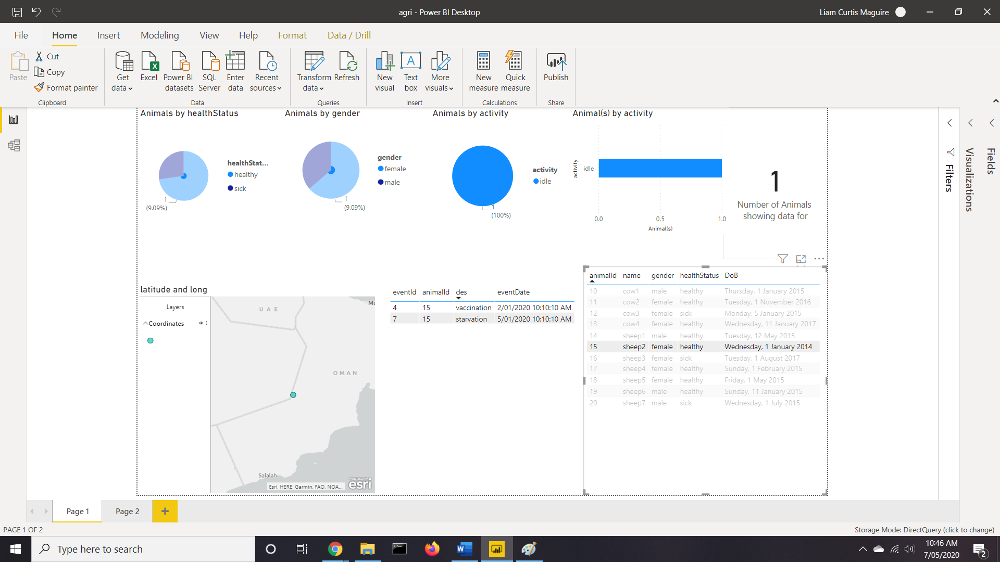 agri - Power BI Desktop
Liam Curtis Maguire
File Home Insert Modeling View Help Format Data / Drill
Paste
Cut
Copy
Format painter
Clipboard
Get data
Excel
Power BI datasets
SQL Server
Enter data
Recent sources
Data
Transform data
Refresh
Queries
New visual
Text box
More visuals
Insert
New measure
Quick measure
Calculations
Publish
Share
Animals by healthStatus
1
(9.09%)
healthStat...
healthy
sick
Animals by gender
1
(9.09%)
gender
female
male
Animals by activity
1
(100%)
activity
idle
Animal(s) by activity
activity
idle
0.0 0.5 1.0
Animal(s)
1
Number of Animals
showing data for
Filters
Visualizations
Fields
latitude and long
Layers
Coordinates
UAE
Mu
OMAN
Salalah
Esri, HERE, Garmin, FAO, NOA...
POWERED BY
esri
eventId animalId des eventDate
4 15 vaccination 2/01/2020 10:10:10 AM
7 15 starvation 5/01/2020 10:10:10 AM
animalId name gender healthStatus DoB
10 cow1 male healthy Thursday, 1 January 2015
11 cow2 female healthy Tuesday, 1 November 2016
12 cow3 female sick Monday, 5 January 2015
13 cow4 female healthy Wednesday, 11 January 2017
14 sheep1 male healthy Tuesday, 12 May 2015
15 sheep2 female healthy Wednesday, 1 January 2014
16 sheep3 female sick Tuesday, 1 August 2017
17 sheep4 female healthy Sunday, 1 February 2015
18 sheep5 female healthy Friday, 1 May 2015
19 sheep6 male healthy Sunday, 11 January 2015
20 sheep7 male sick Wednesday, 1 July 2015
Page 1 Page 2 +
PAGE 1 OF 2
Storage Mode: DirectQuery (click to change)
Type here to search
10:46 AM
7/05/2020
2